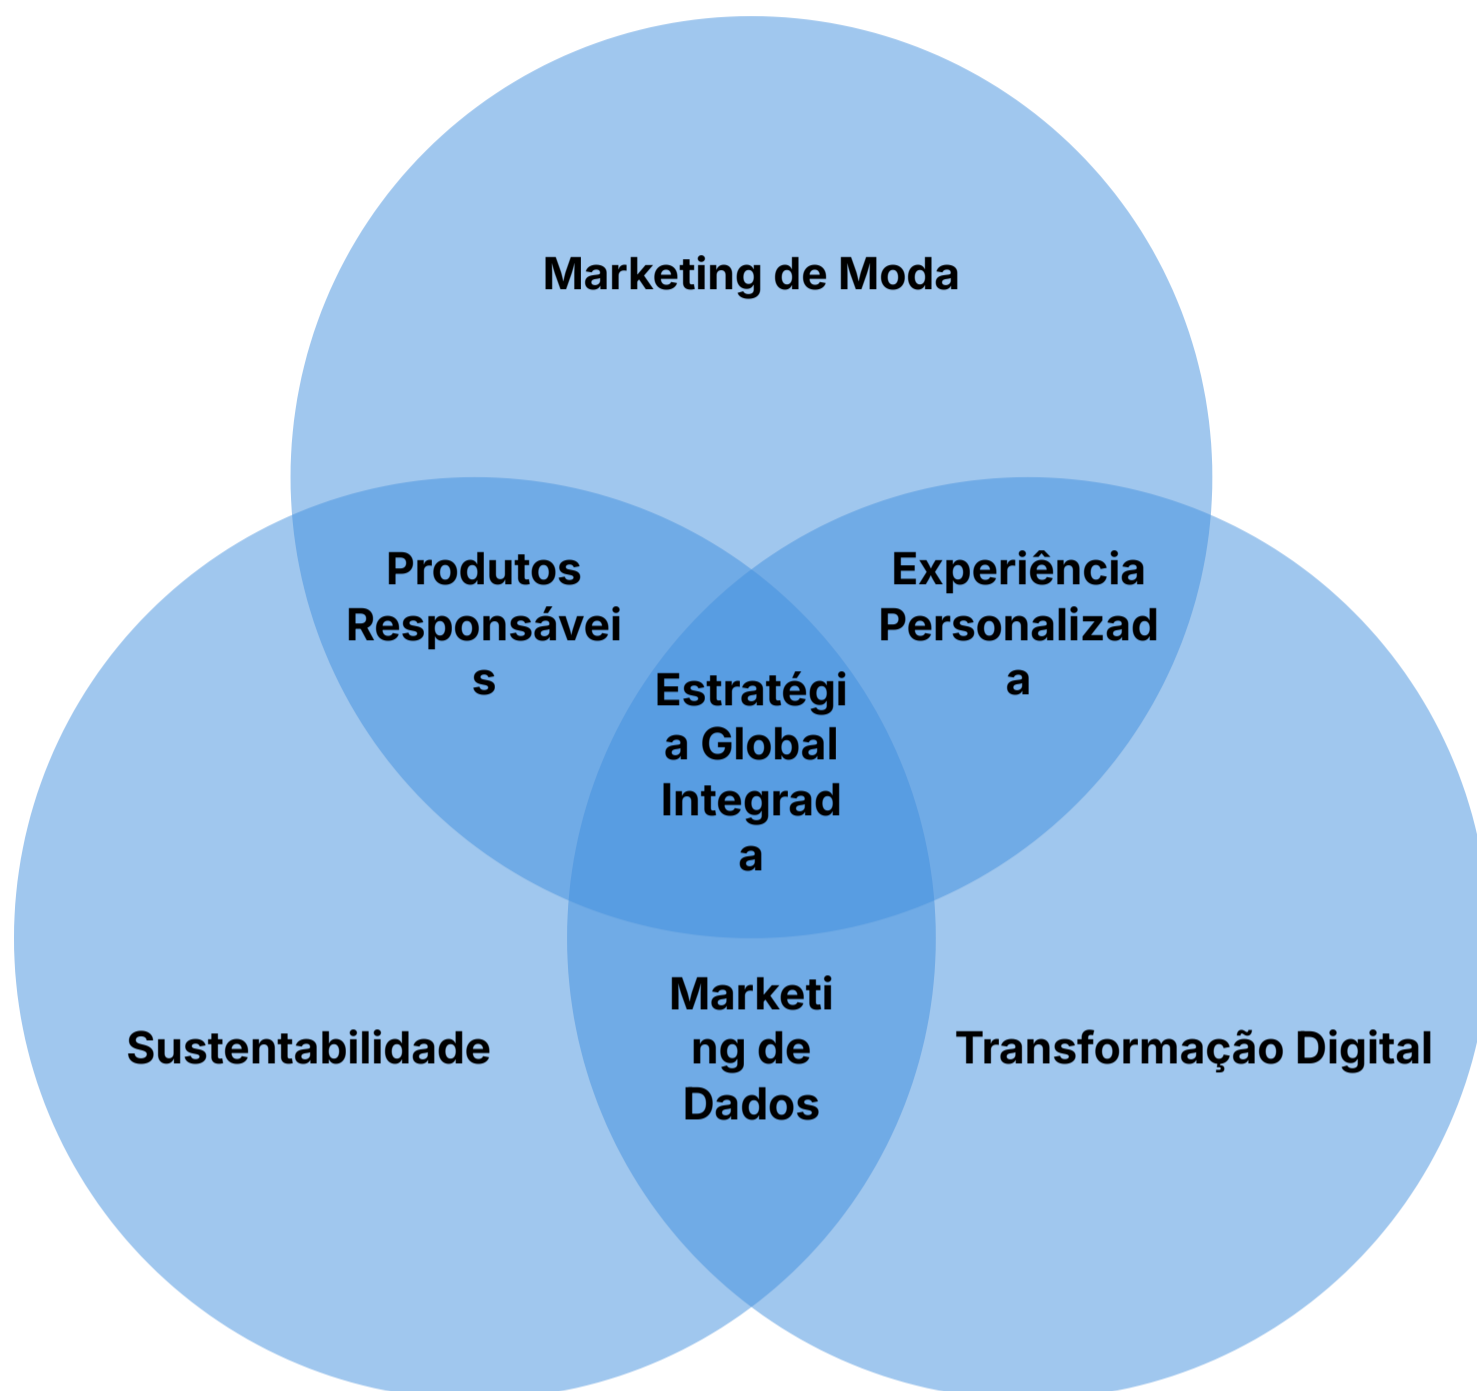 Marketing de Moda
Produtos
Responsávei
s
Experiência
Personalizad
a
Estratégi
a Global
Integrad
a
Sustentabilidade
Marketi
ng de
Dados
Transformação Digital